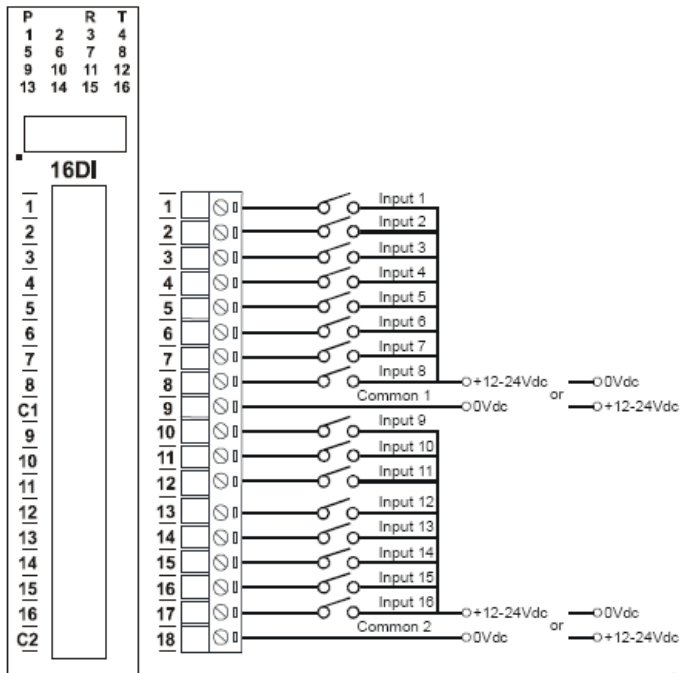 P R T
1 2 3 4
5 6 7 8
9 10 11 12
13 14 15 16
16DI
1
2
3
4
5
6
7
8
C1
9
10
11
12
13
14
15
16
C2
1 Input 1
2 Input 2
3 Input 3
4 Input 4
5 Input 5
6 Input 6
7 Input 7
8 Input 8 +12-24Vdc or 0Vdc
9 Common 1 0Vdc +12-24Vdc
10 Input 9
11 Input 10
12 Input 11
13 Input 12
14 Input 13
15 Input 14
16 Input 15
17 Input 16 +12-24Vdc or 0Vdc
18 Common 2 0Vdc +12-24Vdc